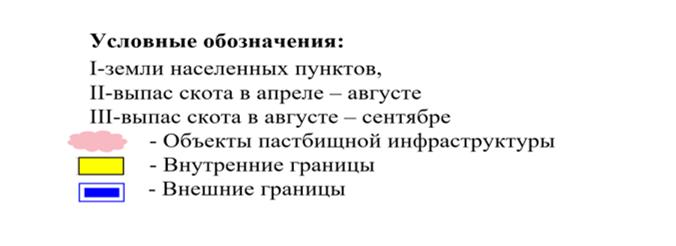 Условные обозначения:
I-земли населенных пунктов,
II-выпас скота в апреле – августе
III-выпас скота в августе – сентябре
- Объекты пастбищной инфраструктуры
- Внутренние границы
- Внешние границы